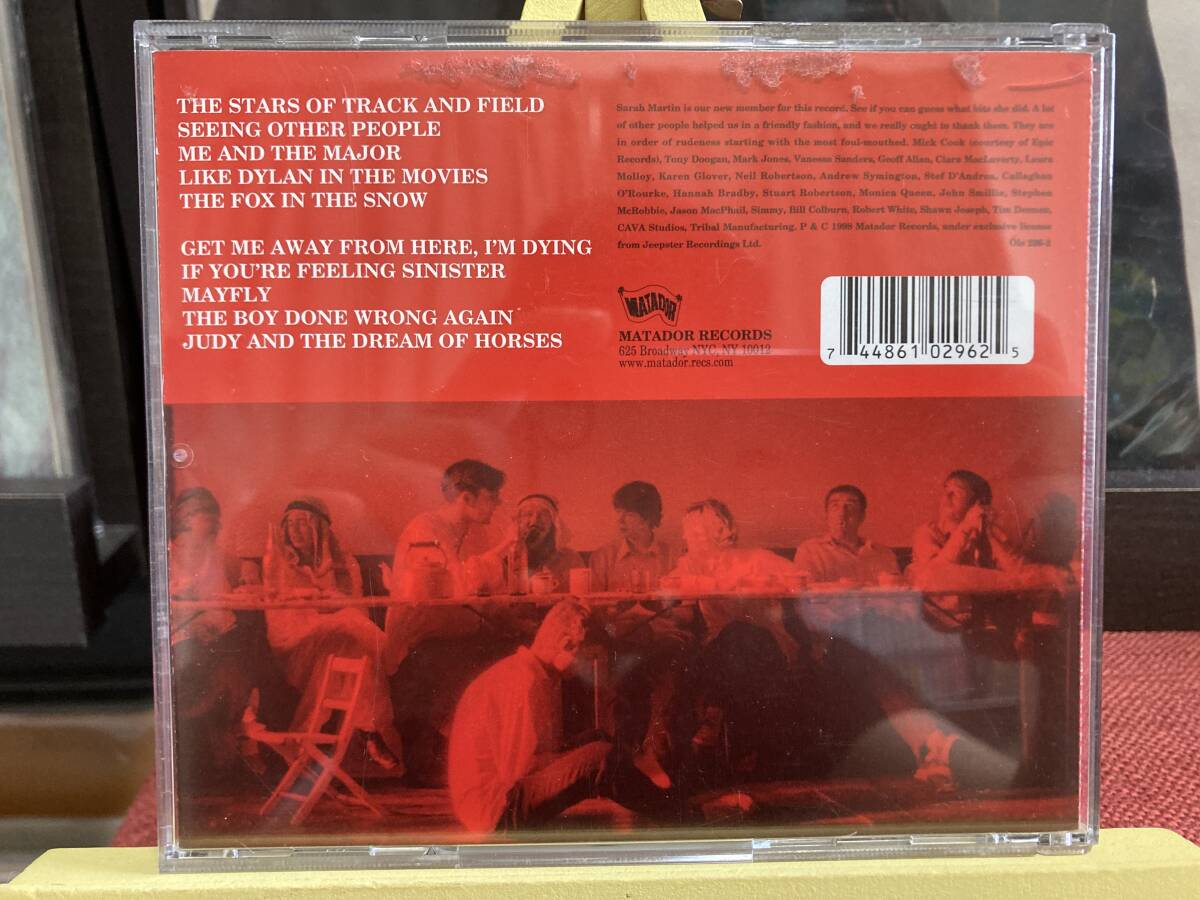 THE STARS OF TRACK AND FIELD
SEEING OTHER PEOPLE
ME AND THE MAJOR
LIKE DYLAN IN THE MOVIES
THE FOX IN THE SNOW
GET ME AWAY FROM HERE, I'M DYING
IF YOU'RE FEELING SINISTER
MAYFLY
THE BOY DONE WRONG AGAIN
JUDY AND THE DREAM OF HORSES
Sarah Martin is our new member for this record. See if you can guess what bits she did. A lot
of other people helped us in a friendly fashion, and we really ought to thank them. They are
in order of rudeness starting with the most foul-mouthed. Mick Cook (courtesy of Epic
Records), Tony Doogan, Mark Jones, Vanessa Sanders, Geoff Allan, Ciara MacLaverty, Laura
Molloy, Karen Glover, Neil Robertson, Andrew Symington, Stef D'Andrea, Callaghan
O'Rourke, Hannah Bradby, Stuart Robertson, Monica Queen, John Smillie, Stephen
McRobbie, Jason MacPhail, Simmy, Bill Colburn, Robert White, Shawn Joseph, Tim
CAVA Studios, Tribal Manufacturing. P & C 1998 Matador Records, under exclusive license
from Jeepster Recordings Ltd.
MATADOR
MATADOR RECORDS
625 Broadway NYC, NY 10012
www.matador.recs.com
7 44861 02962 5